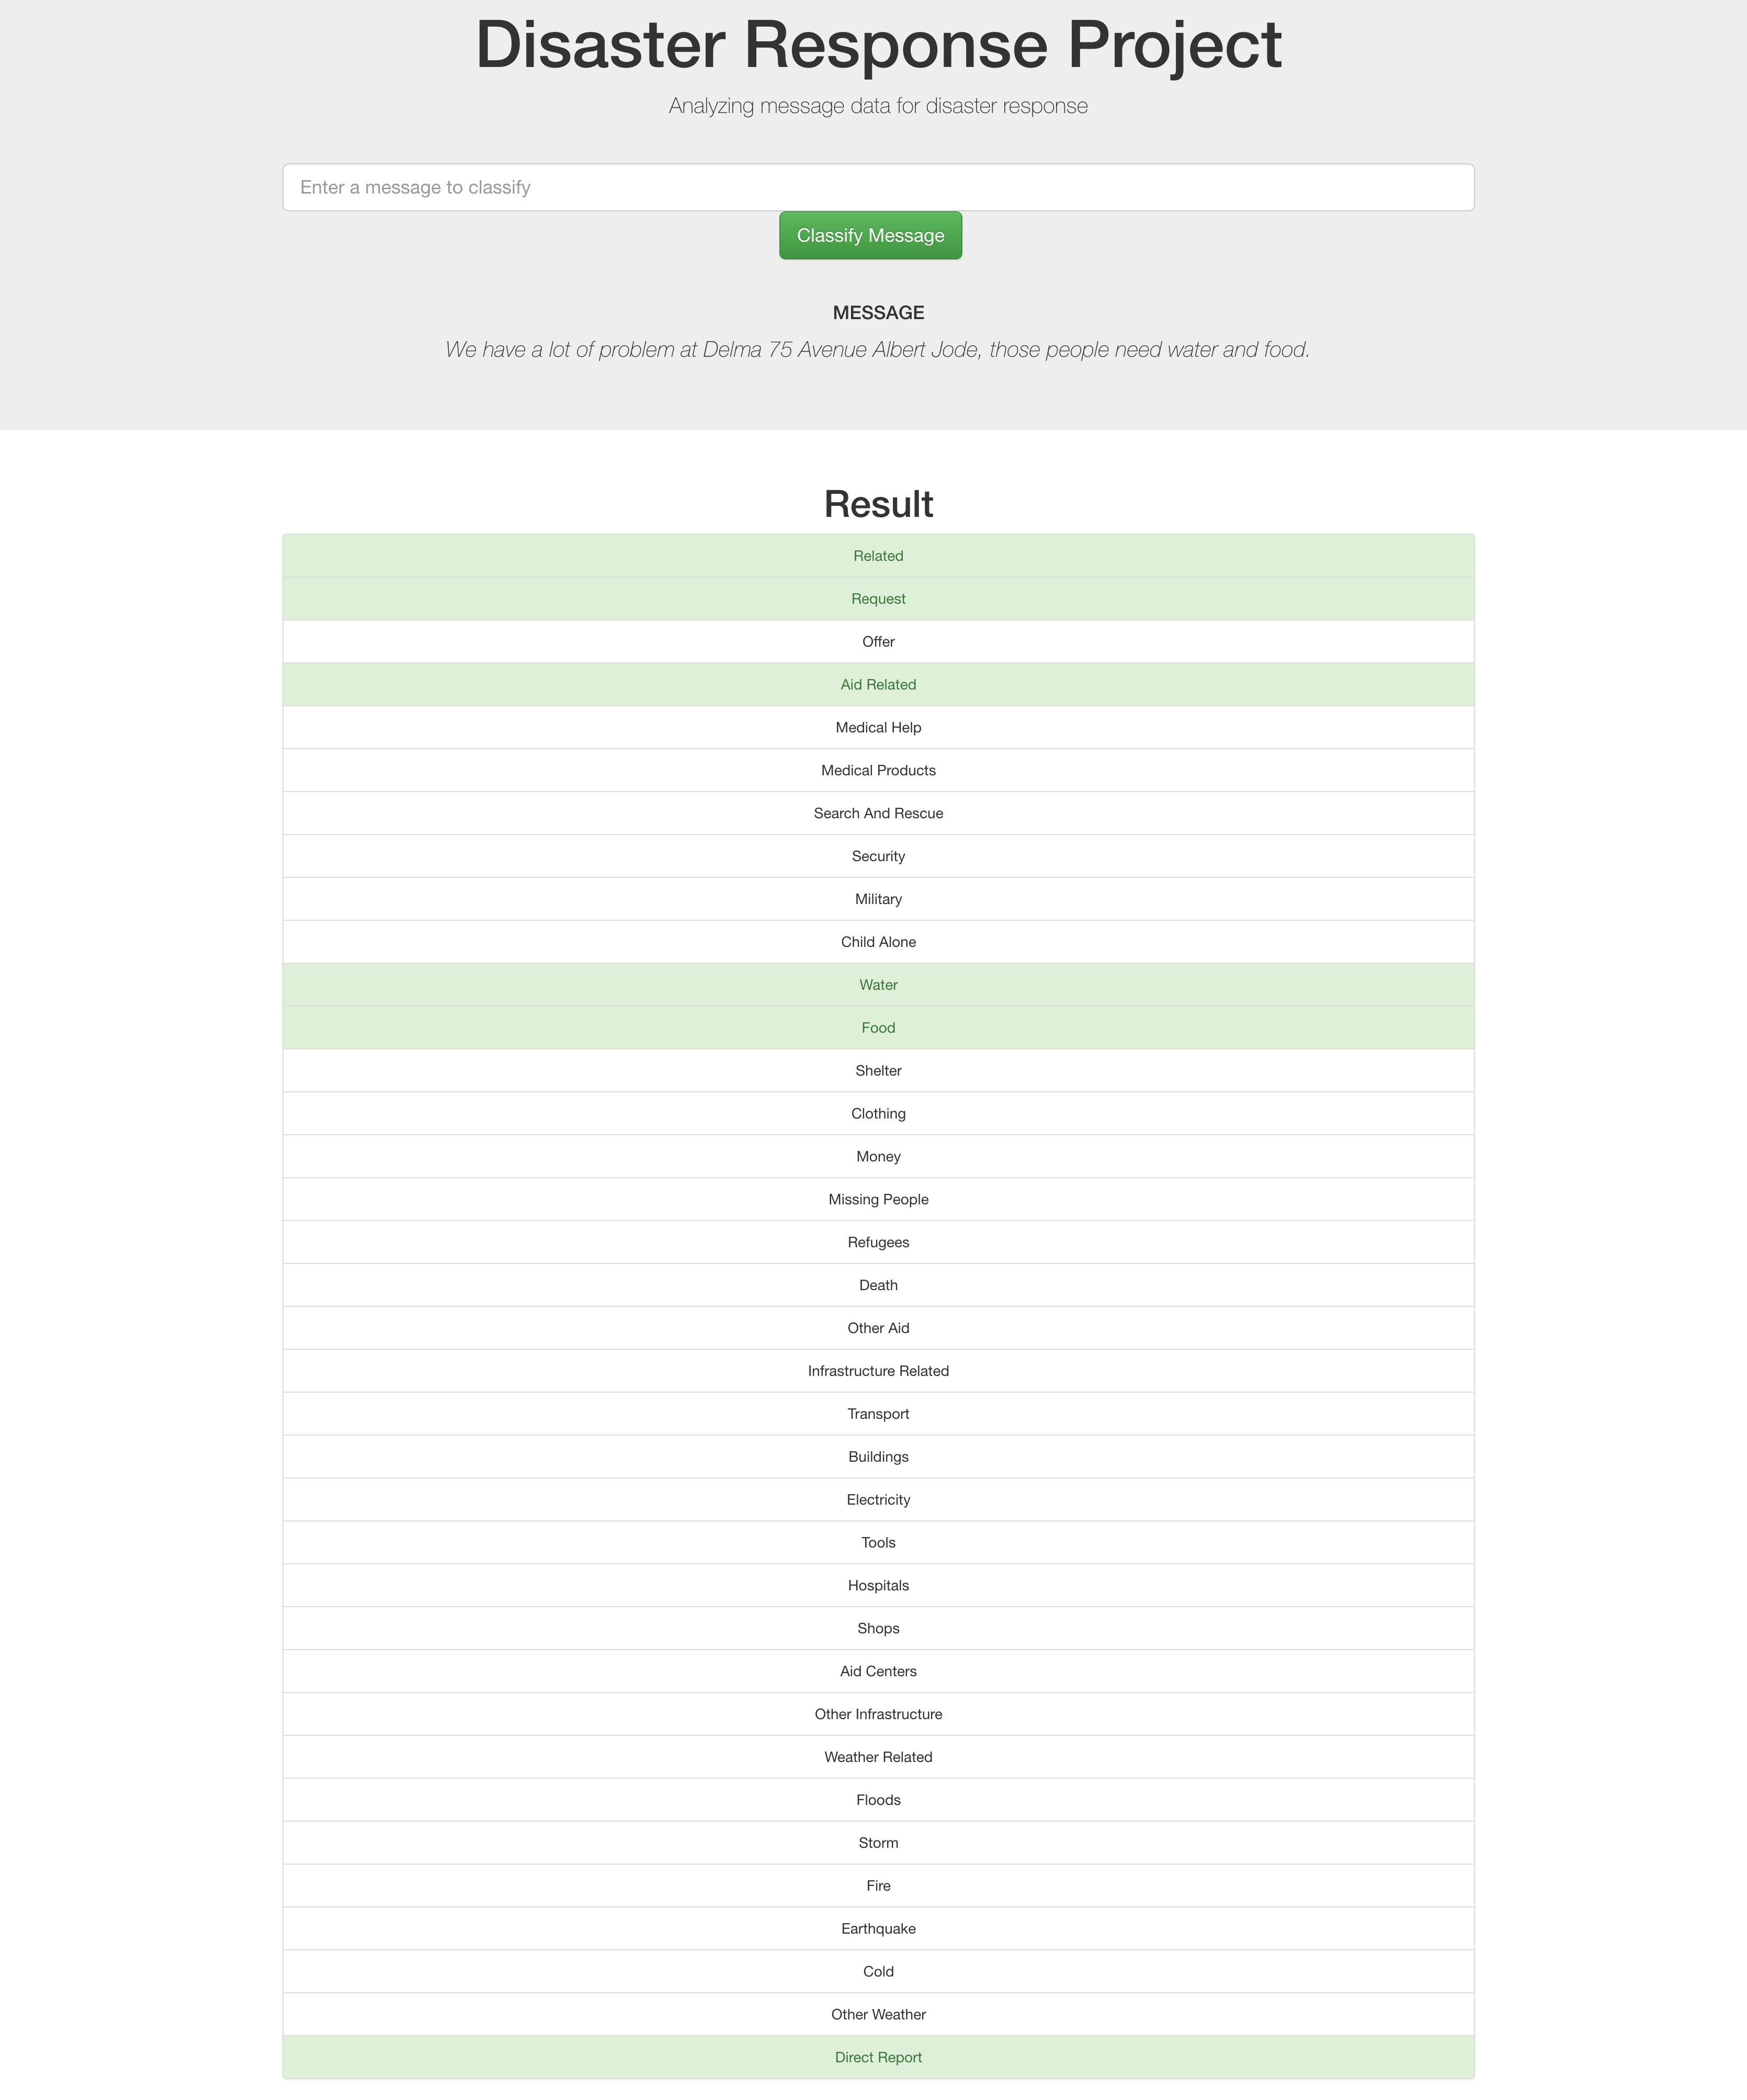 Disaster Response Project
Analyzing message data for disaster response
Enter a message to classify
Classify Message
MESSAGE
We have a lot of problem at Delma 75 Avenue Albert Jode, those people need water and food.
Result
Related
Request
Offer
Aid Related
Medical Help
Medical Products
Search And Rescue
Security
Military
Child Alone
Water
Food
Shelter
Clothing
Money
Missing People
Refugees
Death
Other Aid
Infrastructure Related
Transport
Buildings
Electricity
Tools
Hospitals
Shops
Aid Centers
Other Infrastructure
Weather Related
Floods
Storm
Fire
Earthquake
Cold
Other Weather
Direct Report